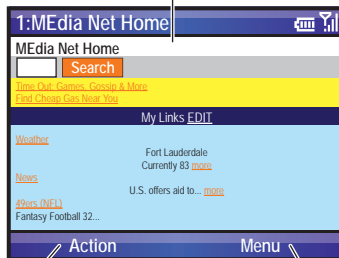 1:MEdia Net Home
MEdia Net Home
Search
Time Out: Games, Gossip & More
Find Cheap Gas Near You
My Links EDIT
Weather
Fort Lauderdale
Currently 83 more
News
U.S. offers aid to... more
49ers (NFL)
Fantasy Football 32...
Action Menu